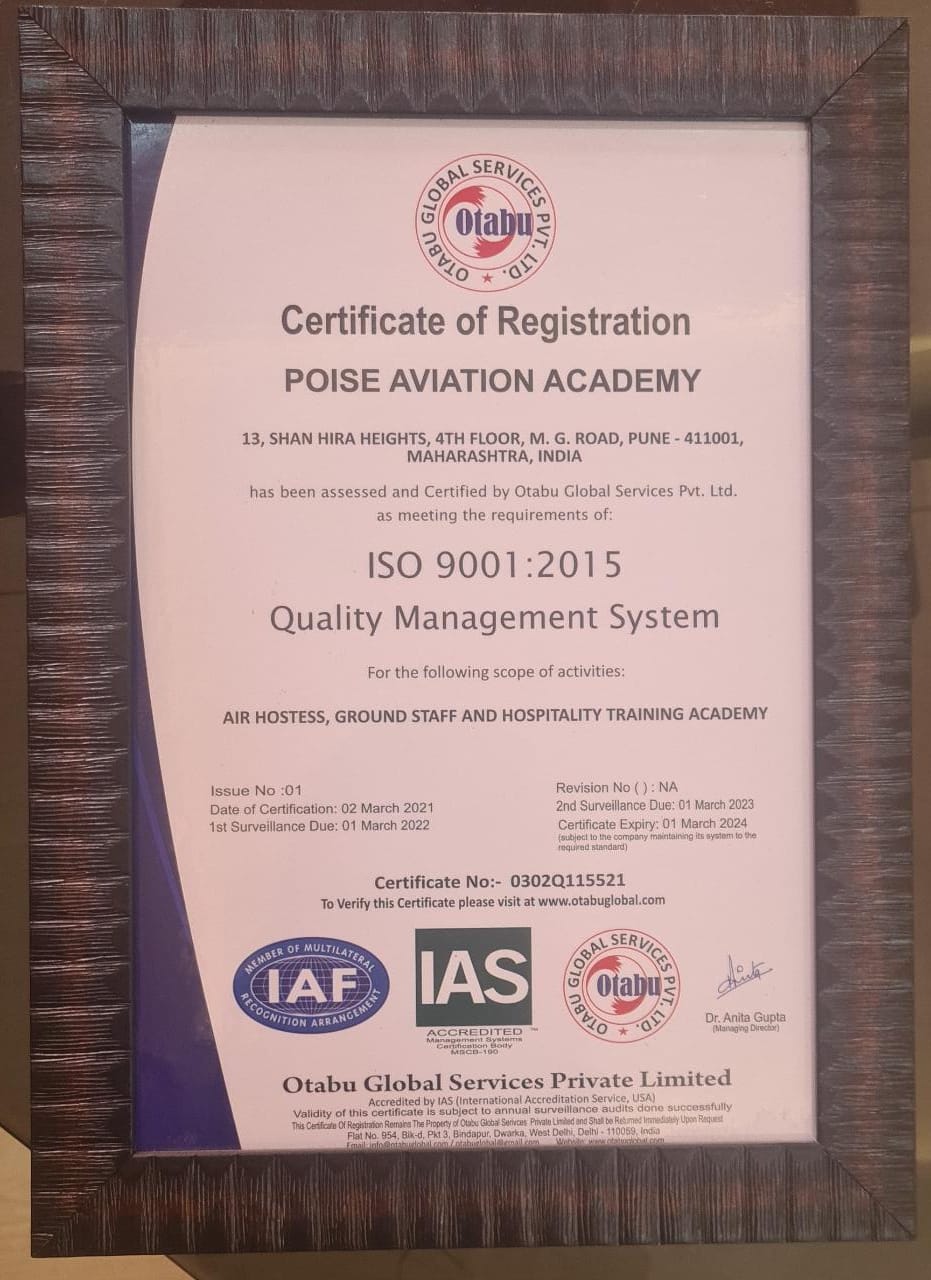 OTABU GLOBAL SERVICES PVT. LTD.
Otabu
Certificate of Registration
POISE AVIATION ACADEMY
13, SHAN HIRA HEIGHTS, 4TH FLOOR, M. G. ROAD, PUNE - 411001,
MAHARASHTRA, INDIA
has been assessed and Certified by Otabu Global Services Pvt. Ltd.
as meeting the requirements of:
ISO 9001:2015
Quality Management System
For the following scope of activities:
AIR HOSTESS, GROUND STAFF AND HOSPITALITY TRAINING ACADEMY
Issue No :01
Date of Certification: 02 March 2021
1st Surveillance Due: 01 March 2022
Revision No ( ) : NA
2nd Surveillance Due: 01 March 2023
Certificate Expiry: 01 March 2024
(subject to the company maintaining its system to the
required standard)
Certificate No:- 0302Q115521
To Verify this Certificate please visit at www.otabuglobal.com
MEMBER OF MULTILATERAL
IAF
RECOGNITION ARRANGEMENT
IAS
ACCREDITED ™
Management Systems
Certification Body
MSCB-190
OTABU GLOBAL SERVICES PVT. LTD.
Otabu
Anita
Dr. Anita Gupta
(Managing Director)
Otabu Global Services Private Limited
Accredited by IAS (International Accreditation Service, USA)
Validity of this certificate is subject to annual surveillance audits done successfully
This Certificate Of Registration Remains The Property of Otabu Global Services Private Limited and Shall be Returned Immediately Upon Request
Flat No. 954, Blk-d, Pkt 3, Bindapur, Dwarka, West Delhi, Delhi - 110059, India
Email: info@otabuglobal.com / otabuglobal@gmail.com Website: www.otabuglobal.com